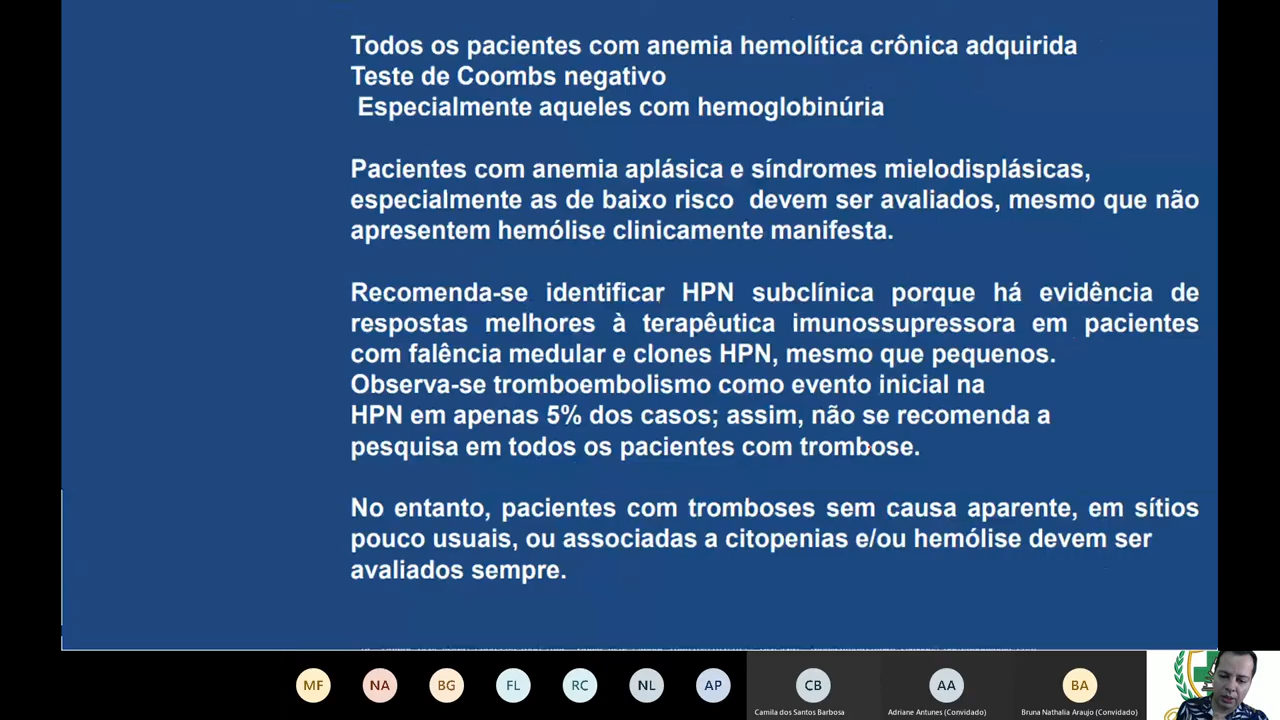 Todos os pacientes com anemia hemolítica crônica adquirida
Teste de Coombs negativo
Especialmente aqueles com hemoglobinúria
Pacientes com anemia aplásica e síndromes mielodisplásicas,
especialmente as de baixo risco devem ser avaliados, mesmo que não
apresentem hemólise clinicamente manifesta.
Recomenda-se identificar HPN subclínica porque há evidência de
respostas melhores à terapêutica imunossupressora em pacientes
com falência medular e clones HPN, mesmo que pequenos.
Observa-se tromboembolismo como evento inicial na
HPN em apenas 5% dos casos; assim, não se recomenda a
pesquisa em todos os pacientes com trombose.
No entanto, pacientes com tromboses sem causa aparente, em sítios
pouco usuais, ou associadas a citopenias e/ou hemólise devem ser
avaliados sempre.
MF NA BG FL RC NL AP CB AA BA
Camila dos Santos Barbosa Adriane Antunes (Convidado) Bruna Nathalia Araujo (Convidado)